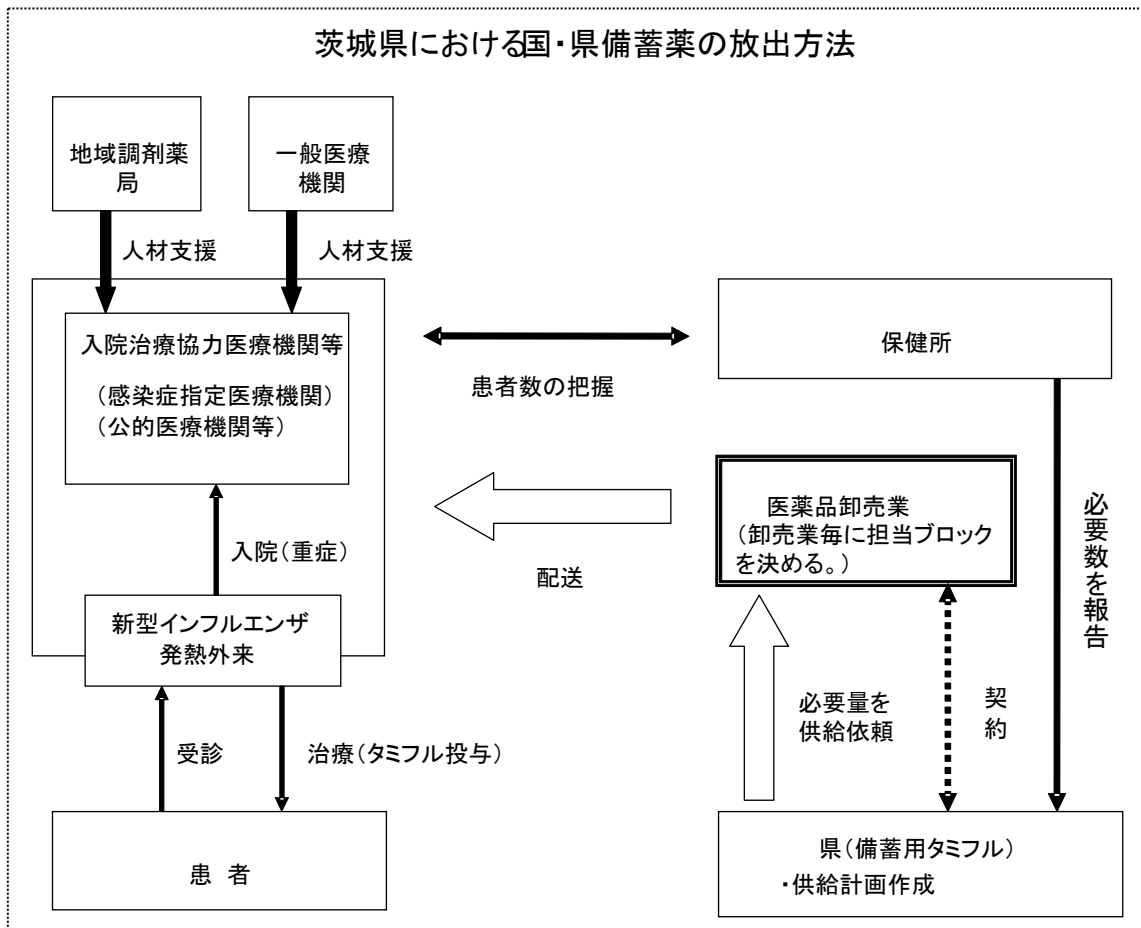 茨城県における国・県備蓄薬の放出方法
地域調剤薬
局
一般医療
機関
人材支援
人材支援
入院治療協力医療機関等
（感染症指定医療機関）
（公的医療機関等）
患者数の把握
保健所
医薬品卸売業
（卸売業毎に担当ブロック
を決める。）
配送
入院（重症）
新型インフルエンザ
発熱外来
必要数を報告
必要量を
供給依頼
契
約
受診
治療（タミフル投与）
患 者
県（備蓄用タミフル）
・供給計画作成